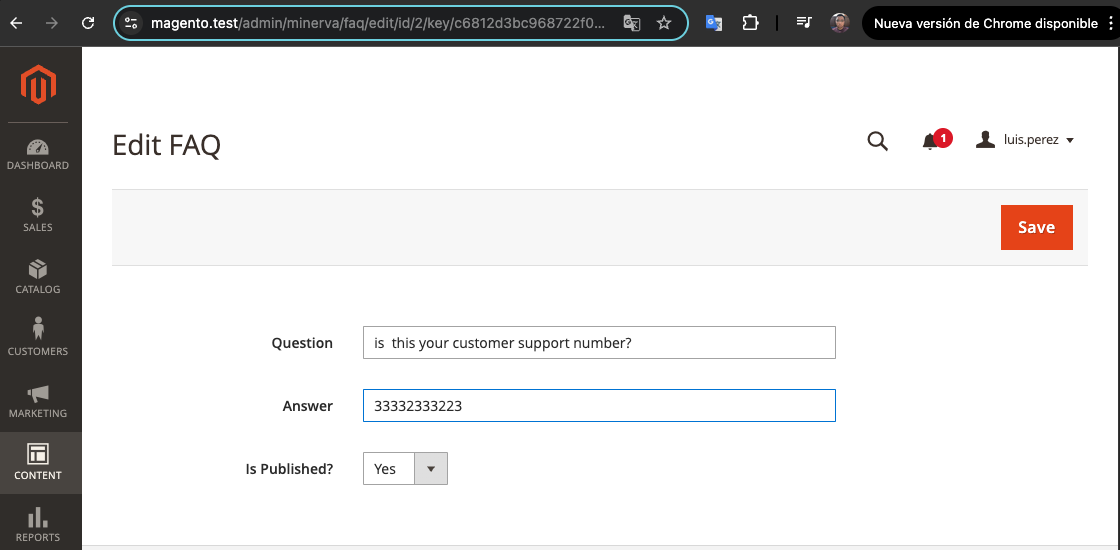 magento.test/admin/minerva/faq/edit/id/2/key/c6812d3bc968722f0...
Nueva versión de Chrome disponible
Edit FAQ
1
luis.perez
DASHBOARD
SALES
CATALOG
CUSTOMERS
MARKETING
CONTENT
REPORTS
Save
Question
is  this your customer support number?
Answer
33332333223
Is Published?
Yes